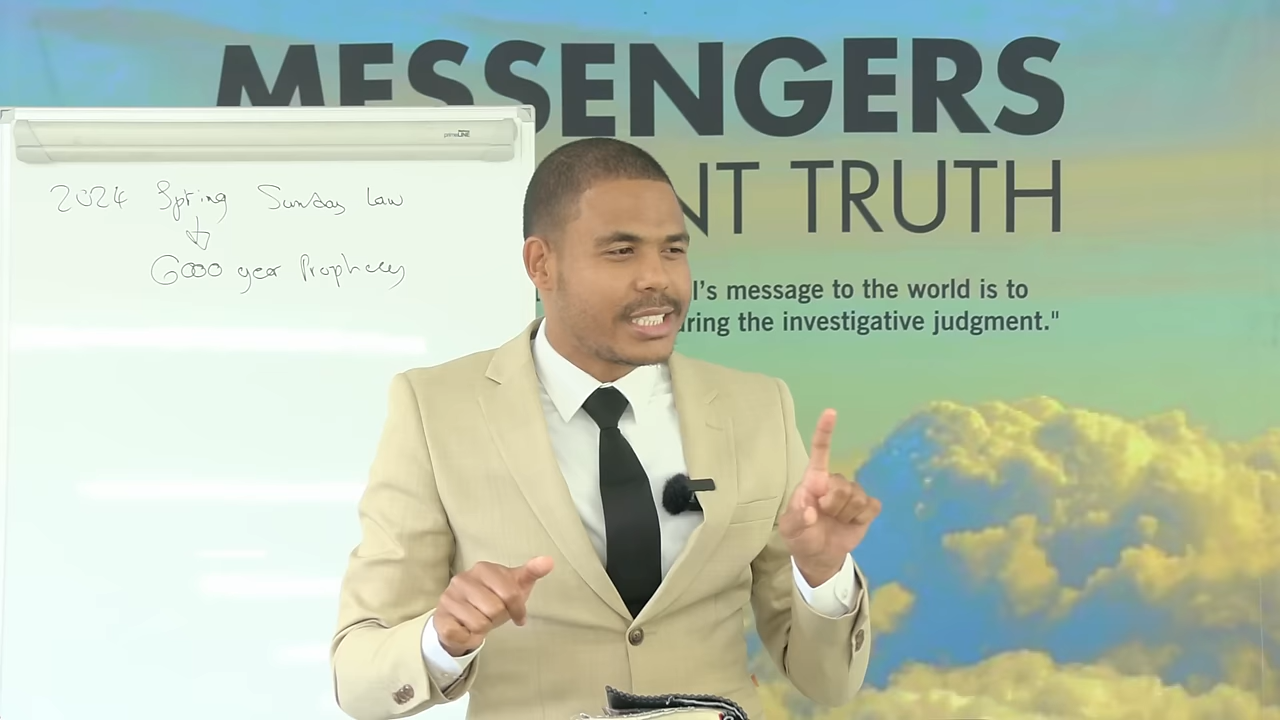 MESSENGERS
NT TRUTH
l's message to the world is to
ring the investigative judgment."
primeLINE
2024 Spring Sunday Law
6000 year Prophecy